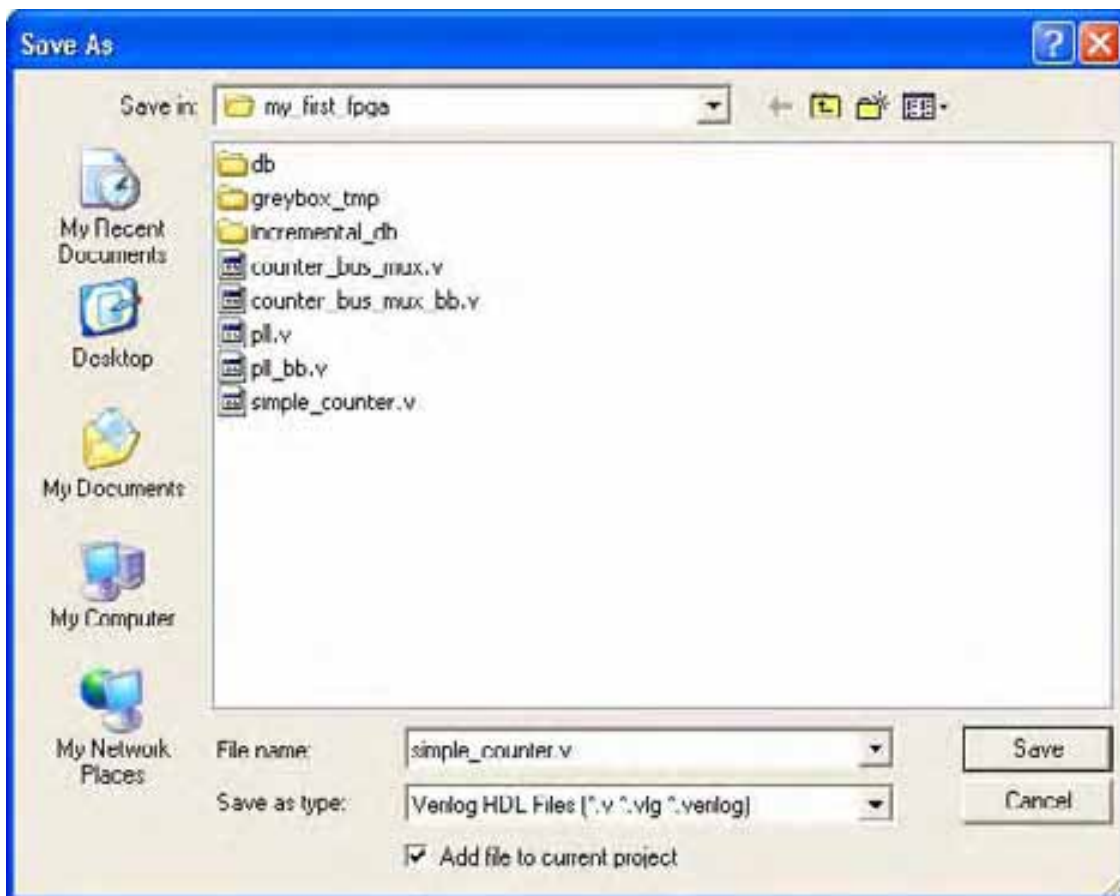 Save As
Save in:
my_first_fpga
My Recent
Documents
Desktop
My Documents
My Computer
My Network
Places
db
greybox_tmp
incremental_db
counter_bus_mux.v
counter_bus_mux_bb.v
pll.v
pll_bb.v
simple_counter.v
File name:
simple_counter.v
Save
Save as type:
Verilog HDL Files (*.v *.vlg *.verilog)
Cancel
Add file to current project